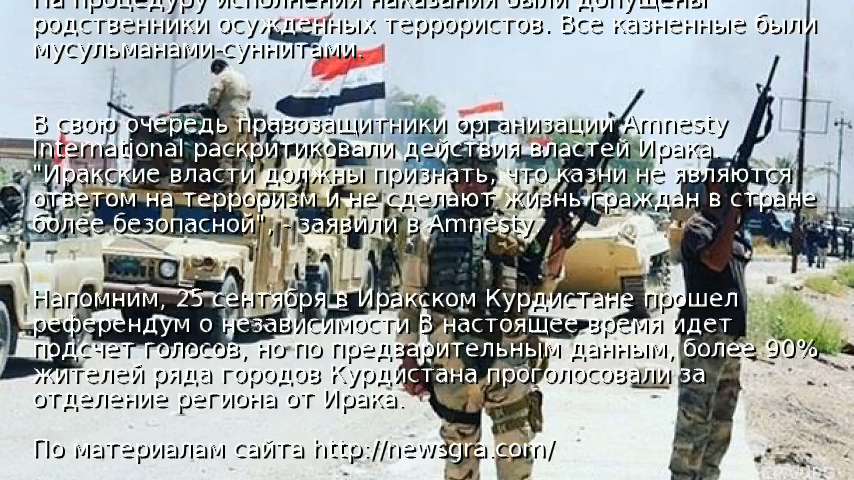 На процедуру исполнения наказания были допущены
родственники осужденных террористов. Все казненные были
мусульманами-суннитами.
В свою очередь правозащитники организации Amnesty
International раскритиковали действия властей Ирака.
"Иракские власти должны признать, что казни не являются
ответом на терроризм и не сделают жизнь граждан в стране
более безопасной", - заявили в Amnesty.
Напомним, 25 сентября в Иракском Курдистане прошел
референдум о независимости В настоящее время идет
подсчет голосов, но по предварительным данным, более 90%
жителей ряда городов Курдистана проголосовали за
отделение региона от Ирака.
По материалам сайта http://newsgra.com/